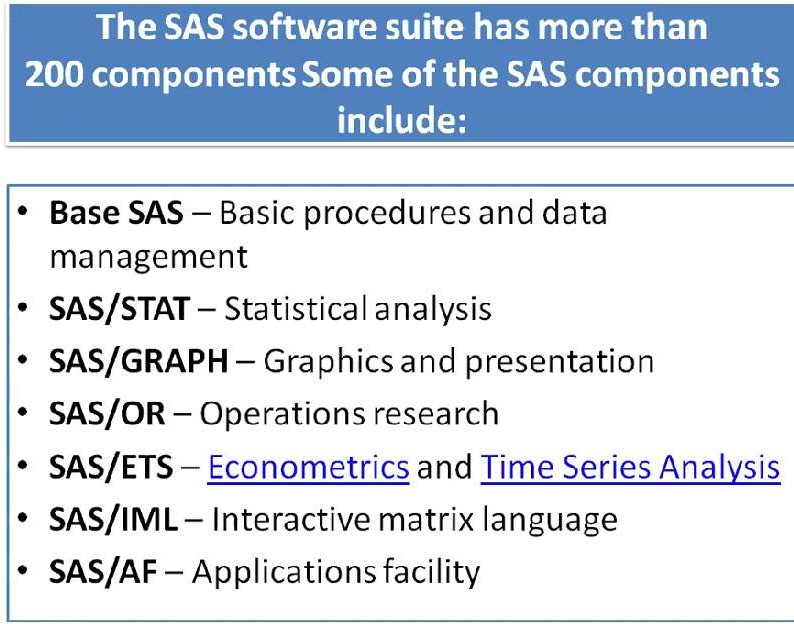 The SAS software suite has more than
200 components Some of the SAS components
include:
• Base SAS – Basic procedures and data
management
• SAS/STAT – Statistical analysis
• SAS/GRAPH – Graphics and presentation
• SAS/OR – Operations research
• SAS/ETS – Econometrics and Time Series Analysis
• SAS/IML – Interactive matrix language
• SAS/AF – Applications facility